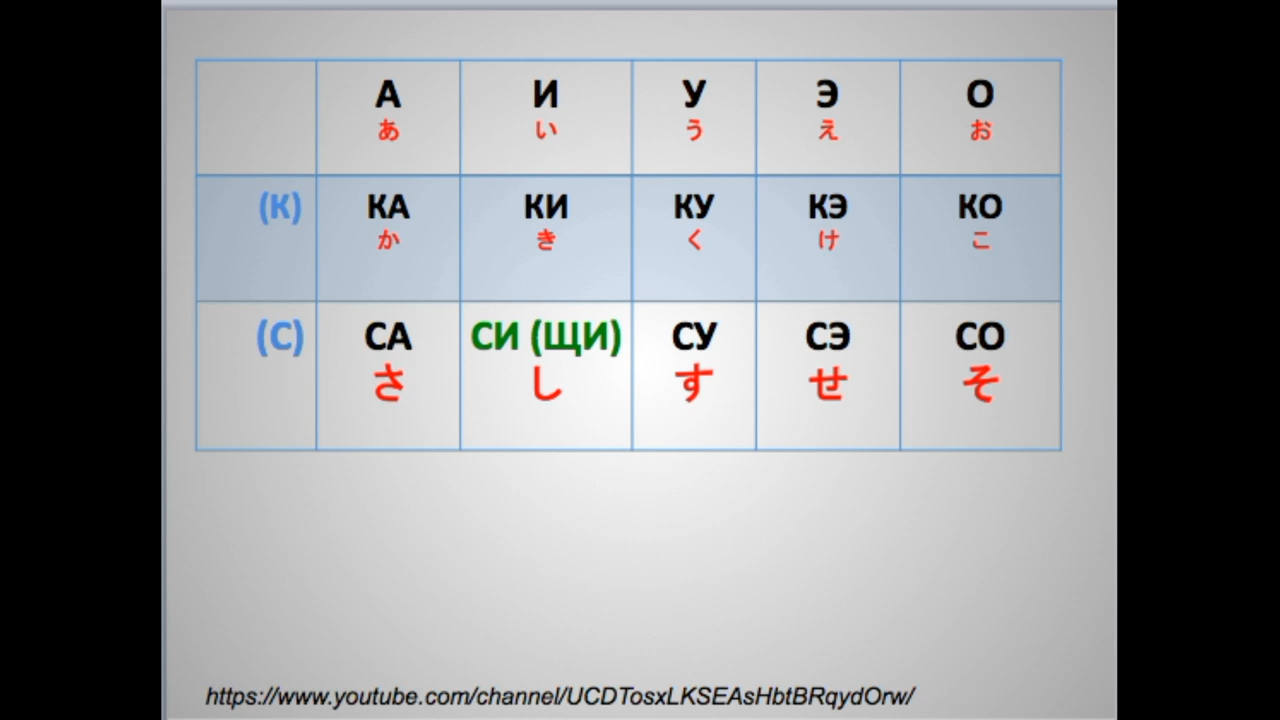 А И У Э О
あ い う え お
(К) КА КИ КУ КЭ КО
か き く け こ
(С) СА СИ (ЩИ) СУ СЭ СО
さ し す せ そ
https://www.youtube.com/channel/UCDTosxLKSEAsHbtBRqydOrw/